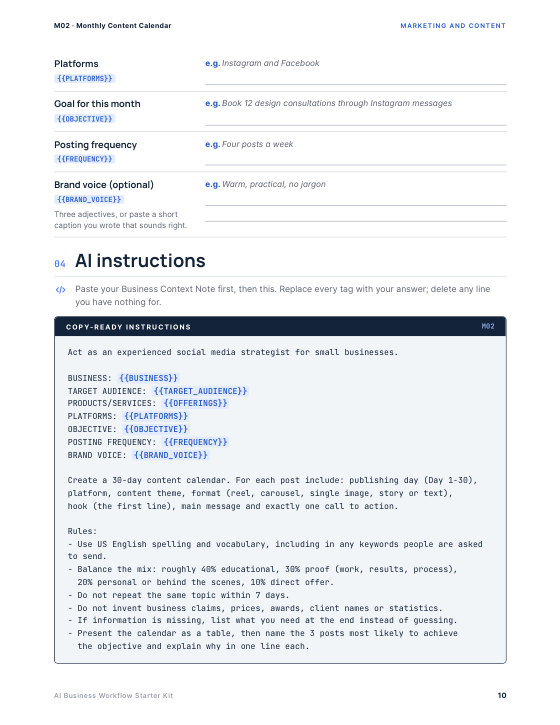 M02 · Monthly Content Calendar
MARKETING AND CONTENT
Platforms
e.g. Instagram and Facebook
{{PLATFORMS}}
Goal for this month
e.g. Book 12 design consultations through Instagram messages
{{OBJECTIVE}}
Posting frequency
e.g. Four posts a week
{{FREQUENCY}}
Brand voice (optional)
e.g. Warm, practical, no jargon
{{BRAND_VOICE}}
Three adjectives, or paste a short
caption you wrote that sounds right.
04 AI instructions
</> Paste your Business Context Note first, then this. Replace every tag with your answer; delete any line
you have nothing for.
COPY-READY INSTRUCTIONS
M02
Act as an experienced social media strategist for small businesses.
BUSINESS: {{BUSINESS}}
TARGET AUDIENCE: {{TARGET_AUDIENCE}}
PRODUCTS/SERVICES: {{OFFERINGS}}
PLATFORMS: {{PLATFORMS}}
OBJECTIVE: {{OBJECTIVE}}
POSTING FREQUENCY: {{FREQUENCY}}
BRAND VOICE: {{BRAND_VOICE}}
Create a 30-day content calendar. For each post include: publishing day (Day 1-30),
platform, content theme, format (reel, carousel, single image, story or text),
hook (the first line), main message and exactly one call to action.
Rules:
- Use US English spelling and vocabulary, including in any keywords people are asked
to send.
- Balance the mix: roughly 40% educational, 30% proof (work, results, process),
20% personal or behind the scenes, 10% direct offer.
- Do not repeat the same topic within 7 days.
- Do not invent business claims, prices, awards, client names or statistics.
- If information is missing, list what you need at the end instead of guessing.
- Present the calendar as a table, then name the 3 posts most likely to achieve
the objective and explain why in one line each.
AI Business Workflow Starter Kit
10